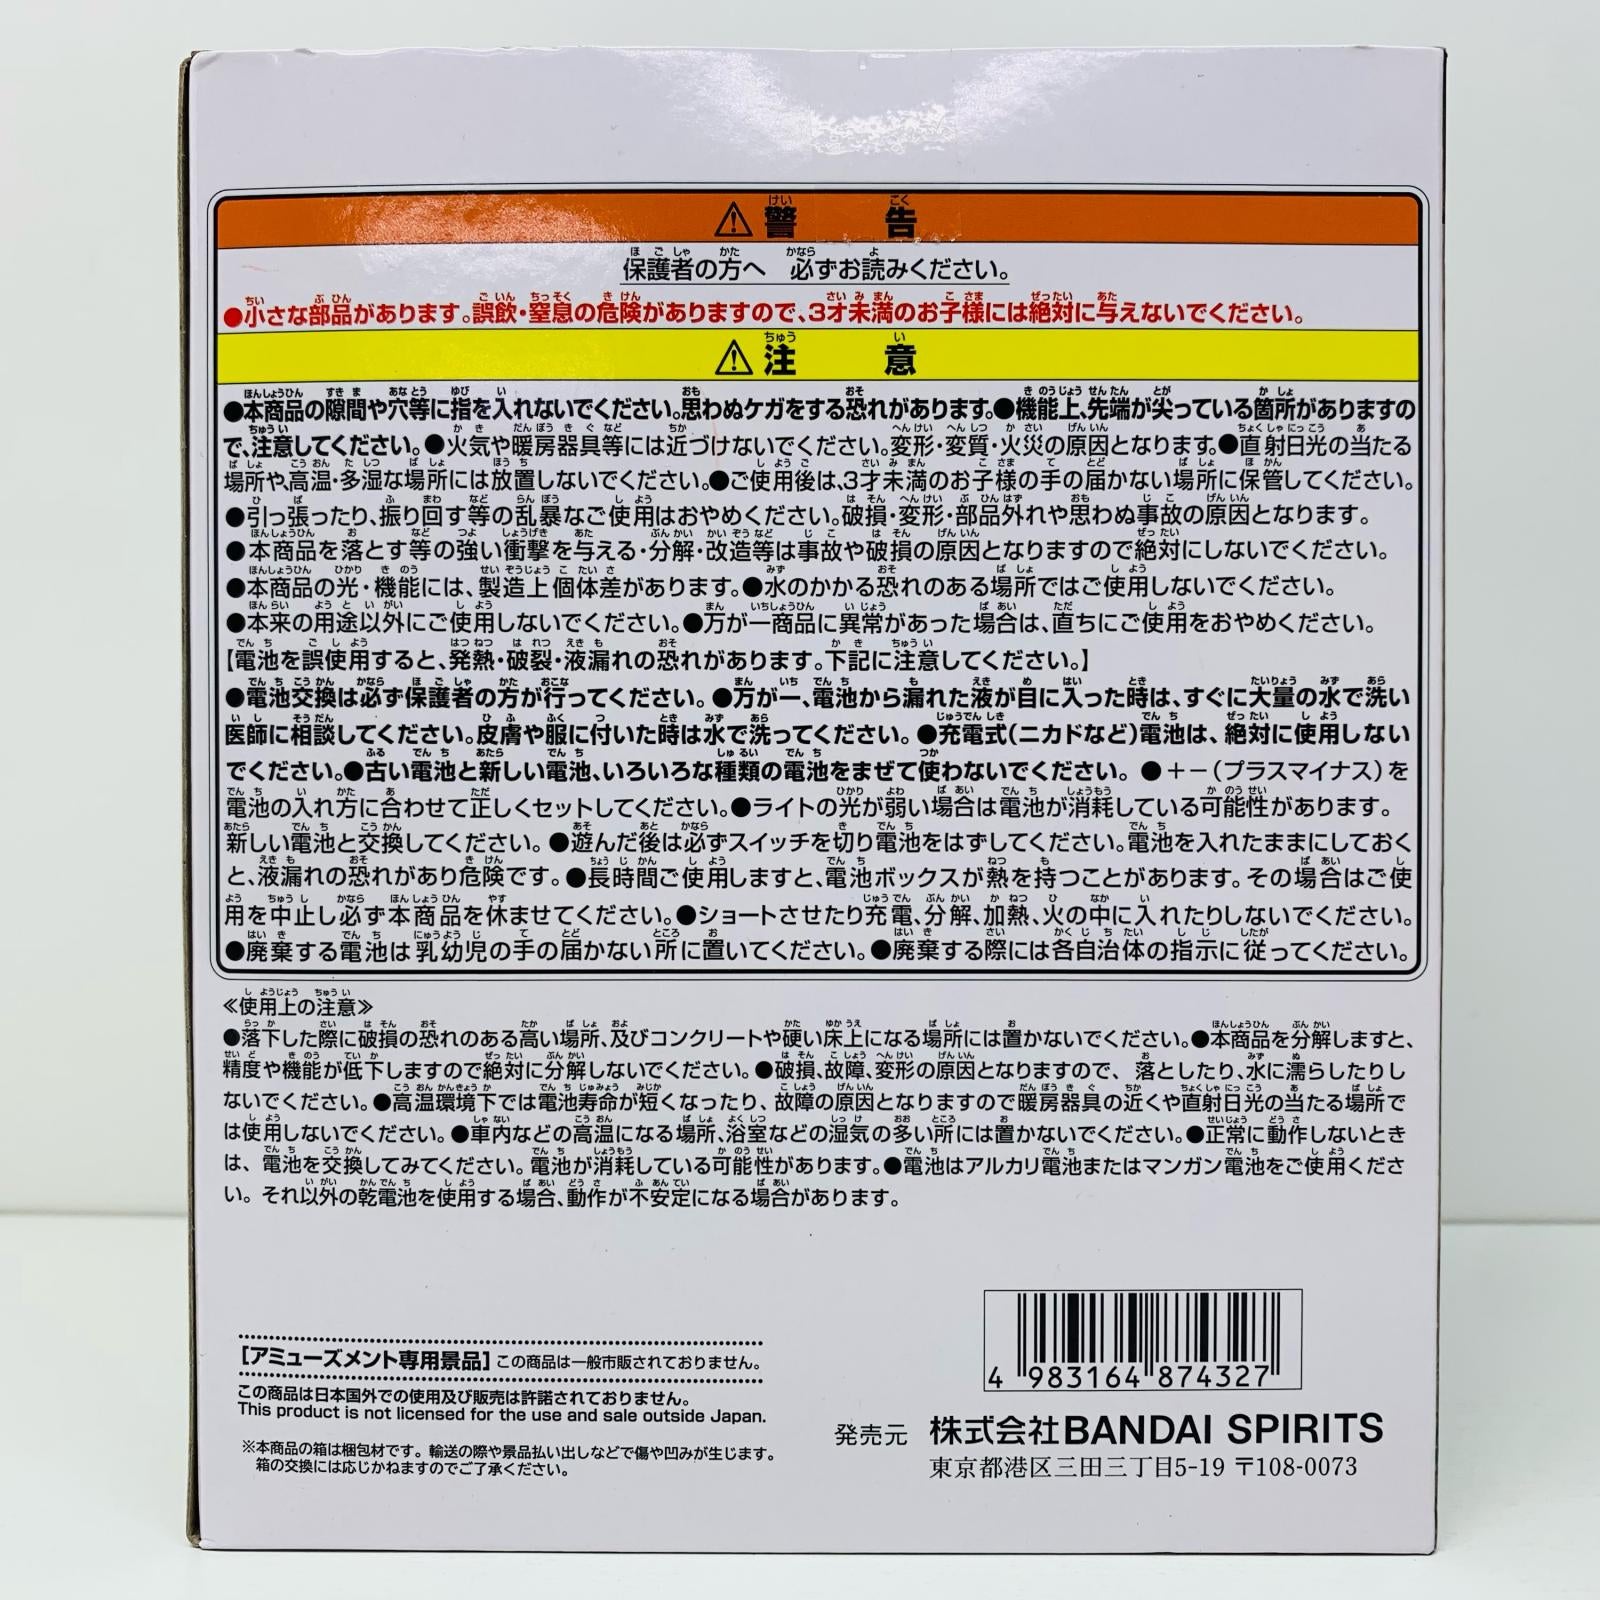 ⚠警告
保護者の方へ 必ずお読みください。
●小さな部品があります。誤飲・窒息の危険がありますので、3才未満のお子様には絶対に与えないでください。
⚠注意
●本商品の隙間や穴等に指を入れないでください。思わぬケガをする恐れがあります。●機能上、先端が尖っている箇所がありますの
で、注意してください。●火気や暖房器具等には近づけないでください。変形・変質・火災の原因となります。●直射日光の当たる
場所や、高温・多湿な場所には放置しないでください。●ご使用後は、3才未満のお子様の手の届かない場所に保管してください。
●引っ張ったり、振り回す等の乱暴なご使用はおやめください。破損・変形・部品外れや思わぬ事故の原因となります。
●本商品を落とす等の強い衝撃を与える・分解・改造等は事故や破損の原因となりますので絶対にしないでください。
●本商品の光・機能には、製造上個体差があります。●水のかかる恐れのある場所ではご使用しないでください。
●本来の用途以外にご使用しないでください。●万が一商品に異常があった場合は、直ちにご使用をおやめください。
【電池を誤使用すると、発熱・破裂・液漏れの恐れがあります。下記に注意してください。】
●電池交換は必ず保護者の方が行ってください。●万が一、電池から漏れた液が目に入った時は、すぐに大量の水で洗い
医師に相談してください。皮膚や服に付いた時は水で洗ってください。●充電式(ニカドなど)電池は、絶対に使用しない
でください。●古い電池と新しい電池、いろいろな種類の電池をまぜて使わないでください。●＋－(プラスマイナス)を
電池の入れ方に合わせて正しくセットしてください。●ライトの光が弱い場合は電池が消耗している可能性があります。
新しい電池と交換してください。●遊んだ後は必ずスイッチを切り電池をはずしてください。電池を入れたままにしておく
と、液漏れの恐れがあり危険です。●長時間ご使用しますと、電池ボックスが熱を持つことがあります。その場合はご使
用を中止し必ず本商品を休ませてください。●ショートさせたり充電、分解、加熱、火の中に入れたりしないでください。
●廃棄する電池は乳幼児の手の届かない所に置いてください。●廃棄する際には各自治体の指示に従ってください。
≪使用上の注意≫
●落下した際に破損の恐れのある高い場所、及びコンクリートや硬い床上になる場所には置かないでください。●本商品を分解しますと、
精度や機能が低下しますので絶対に分解しないでください。●破損、故障、変形の原因となりますので、落としたり、水に濡らしたりし
ないでください。●高温環境下では電池寿命が短くなったり、故障の原因となりますので暖房器具の近くや直射日光の当たる場所で
は使用しないでください。●車内などの高温になる場所、浴室などの湿気の多い所には置かないでください。●正常に動作しないとき
は、電池を交換してみてください。電池が消耗している可能性があります。●電池はアルカリ電池またはマンガン電池をご使用くださ
い。それ以外の乾電池を使用する場合、動作が不安定になる場合があります。
[アミューズメント専用景品]この商品は一般市販されておりません。
この商品は日本国外での使用及び販売は許諾されておりません。
This product is not licensed for the use and sale outside Japan.
※本商品の箱は梱包材です。輸送の際や景品払い出しなどで傷や凹みが生じます。
箱の交換には応じかねますのでご了承ください。
4 983164 874327
発売元 株式会社BANDAI SPIRITS
東京都港区三田三丁目5-19 〒108-0073